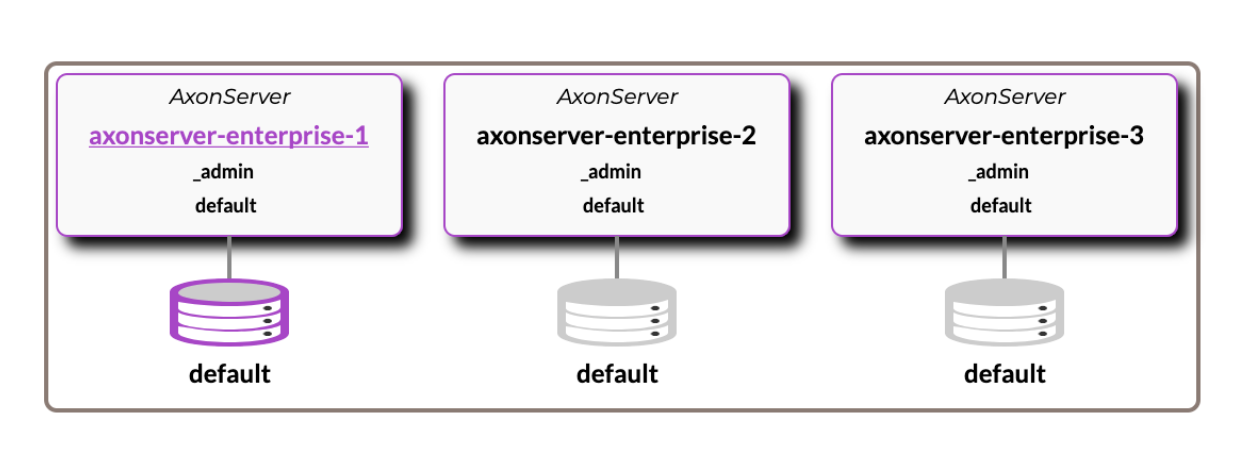 AxonServer
axonserver-enterprise-1
_admin
default
AxonServer
axonserver-enterprise-2
_admin
default
AxonServer
axonserver-enterprise-3
_admin
default
default
default
default